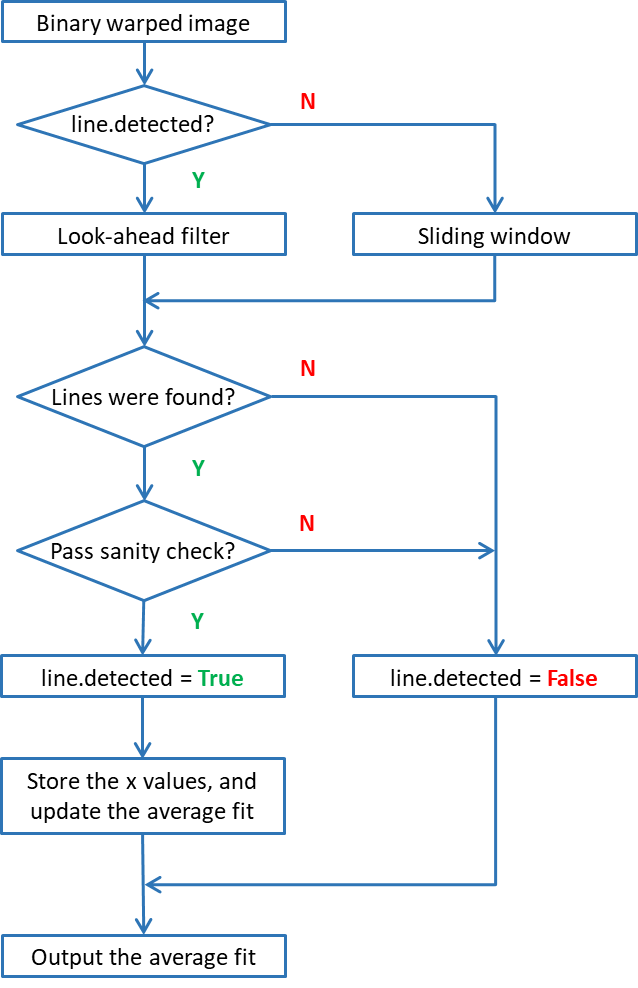 Binary warped image
line.detected?
N
Y
Look-ahead filter
Sliding window
Lines were found?
N
Y
Pass sanity check?
N
Y
line.detected = True
line.detected = False
Store the x values, and
update the average fit
Output the average fit